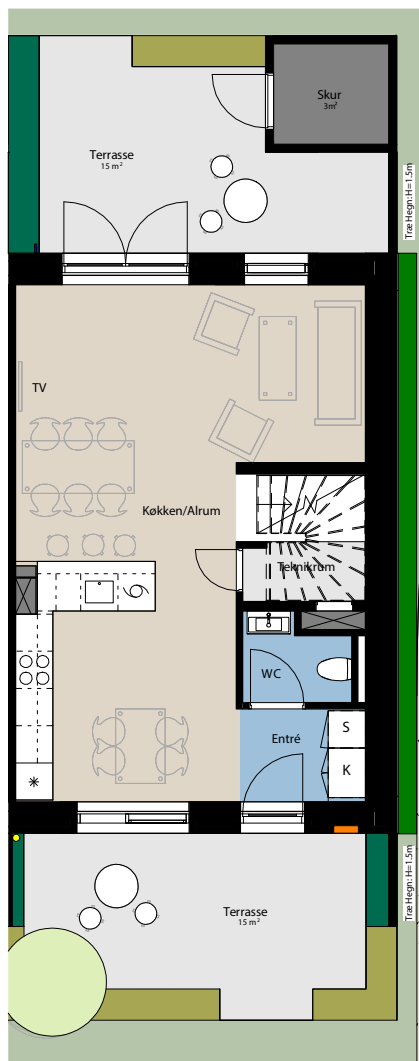 Skur
3m²
Terrasse
15 m²
Træ Hegn: H=1.5m
TV
Køkken/Alrum
Teknikrum
WC
Entré
S
K
Træ Hegn: H=1.5m
Terrasse
15 m²